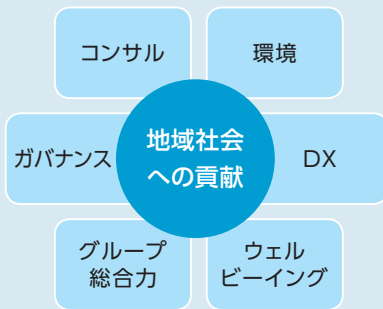 コンサル
環境
ガバナンス
地域社会
への貢献
DX
グループ
総合力
ウェル
ビーイング